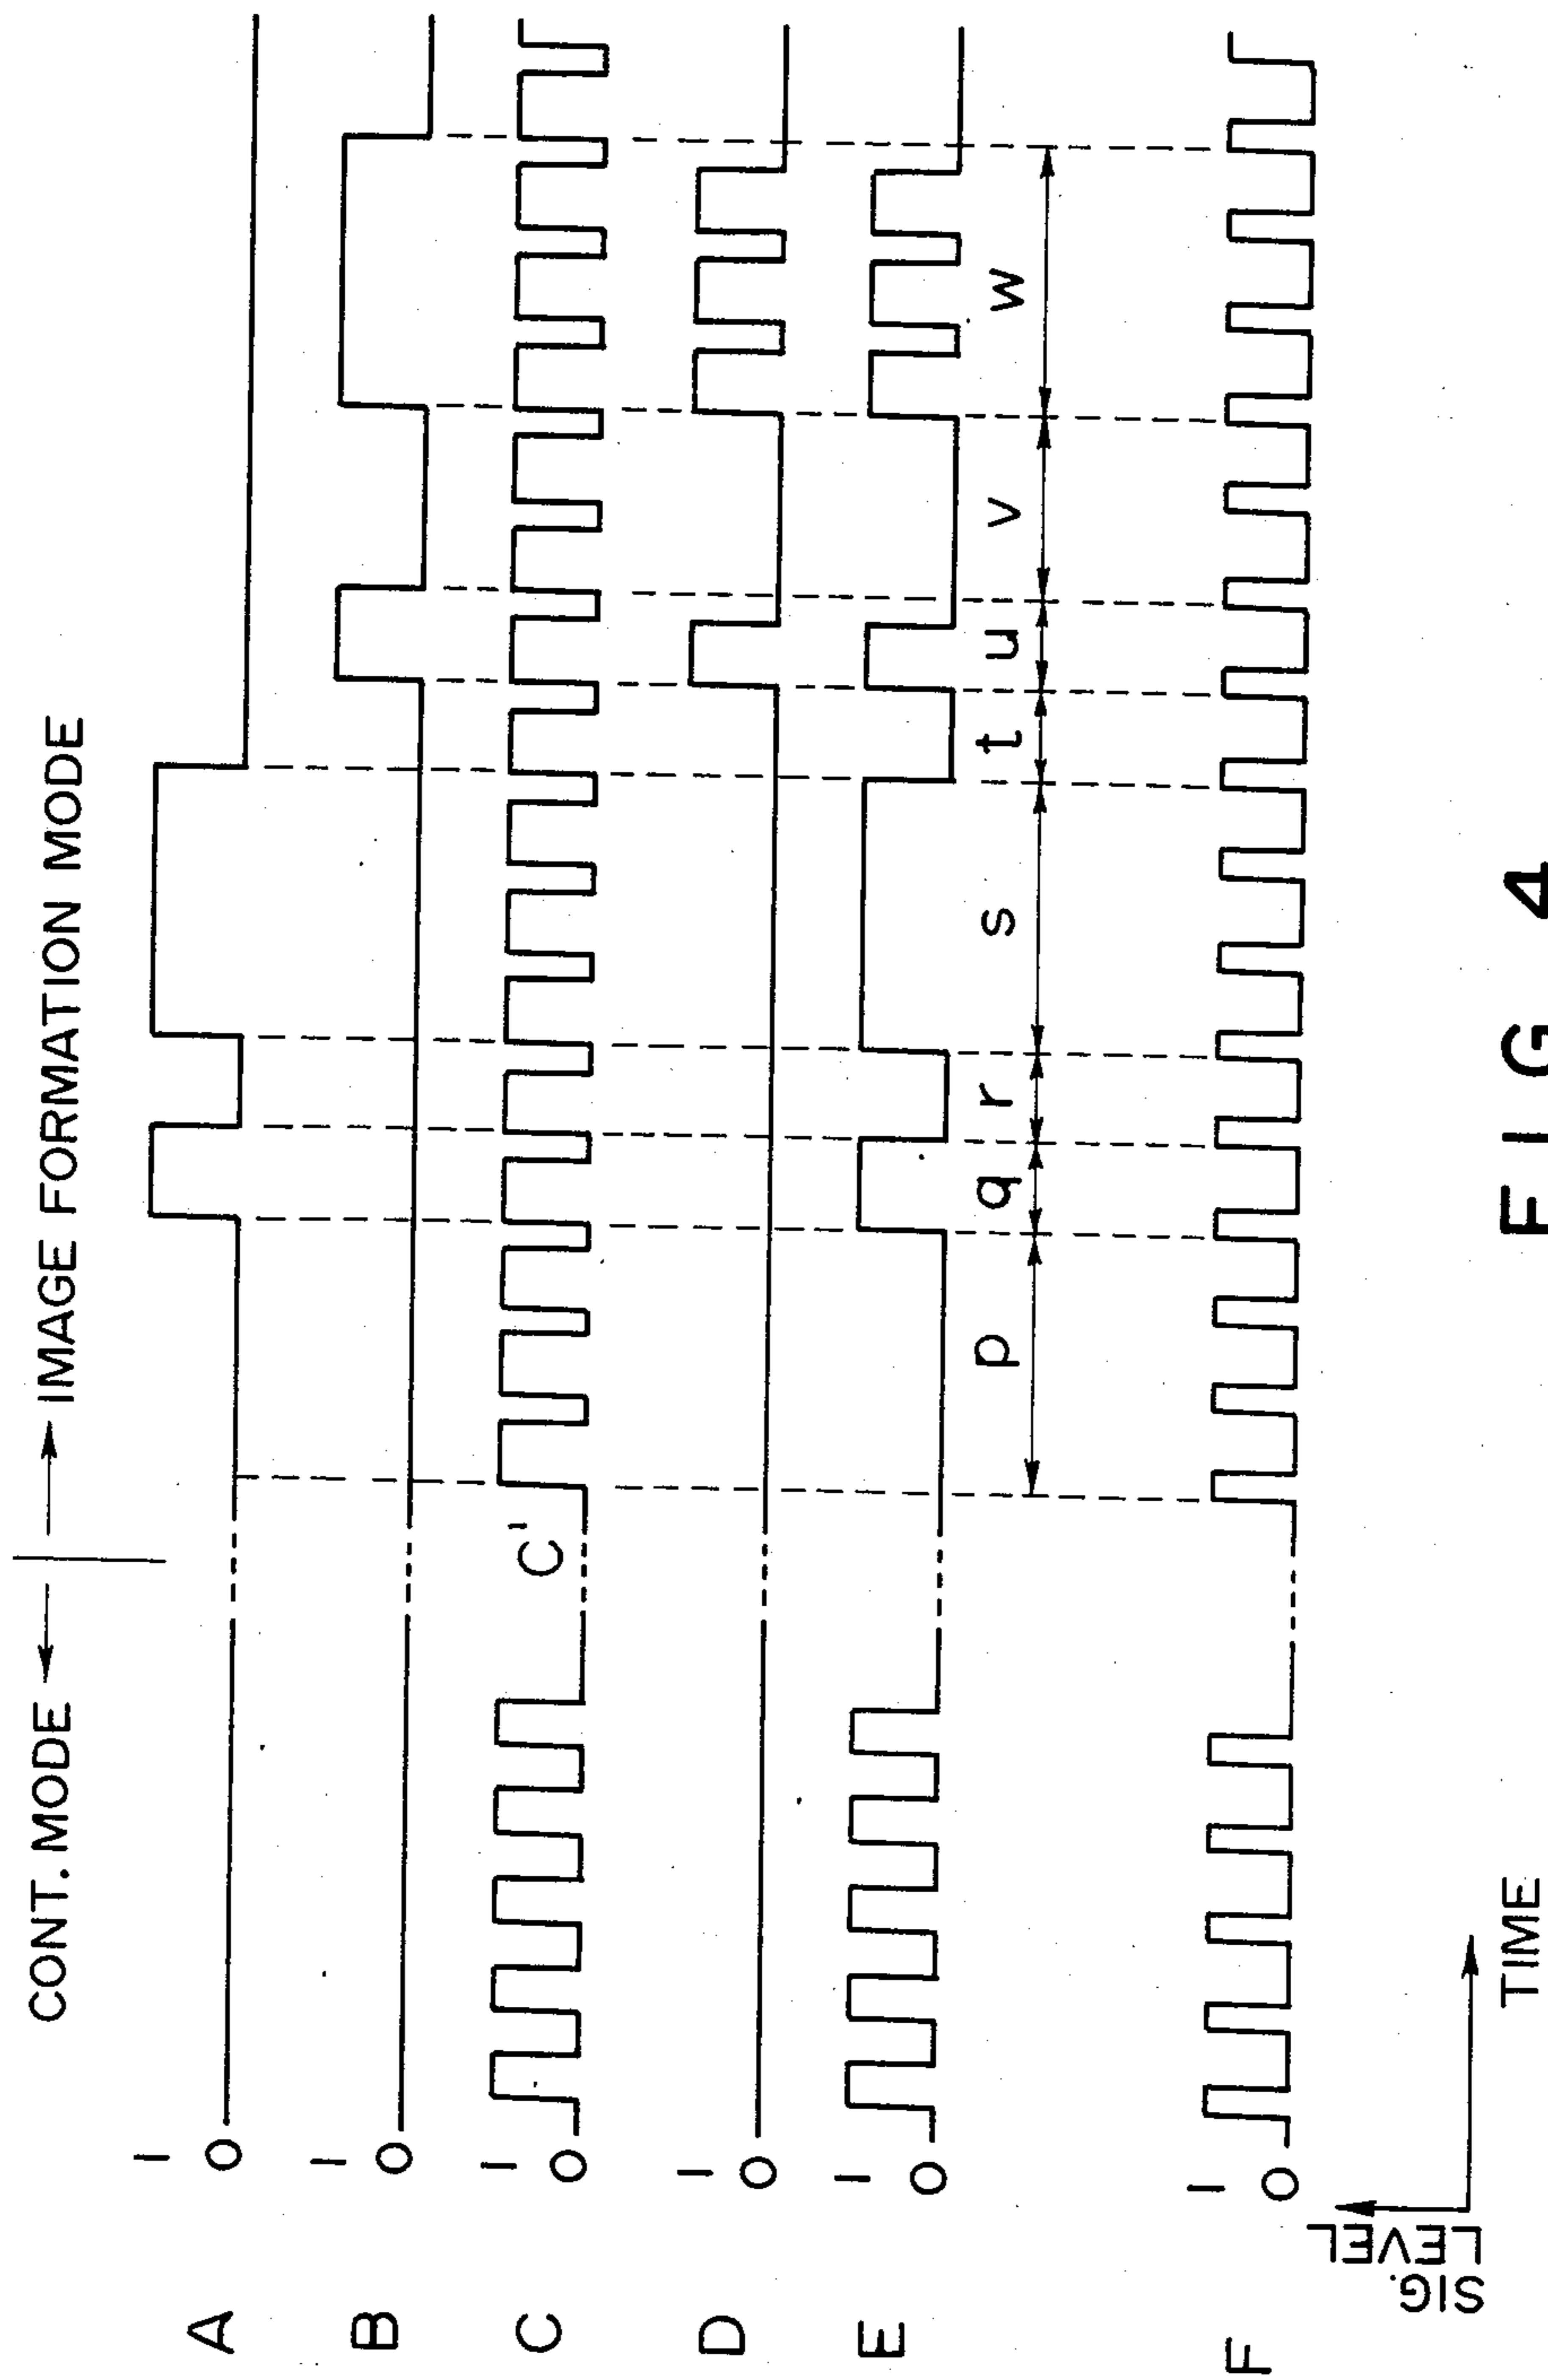 CONT. MODE IMAGE FORMATION MODE
A 1 0
B 1 0
C 1 0 C'
D 1 0
E 1 0
p q r s t u v w
F 1 0
SIG. LEVEL
TIME
FIG 4